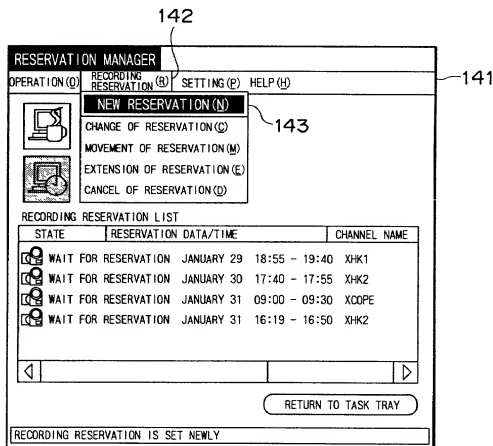 142
RESERVATION MANAGER
OPERATION(O) RECORDING RESERVATION (R) SETTING(P) HELP(H)
141
NEW RESERVATION(N)
143
CHANGE OF RESERVATION(C)
MOVEMENT OF RESERVATION(M)
EXTENSION OF RESERVATION(E)
CANCEL OF RESERVATION(D)
RECORDING RESERVATION LIST
STATE RESERVATION DATA/TIME CHANNEL NAME
WAIT FOR RESERVATION JANUARY 29 18:55 - 19:40 XHK1
WAIT FOR RESERVATION JANUARY 30 17:40 - 17:55 XHK2
WAIT FOR RESERVATION JANUARY 31 09:00 - 09:30 XCOPE
WAIT FOR RESERVATION JANUARY 31 16:19 - 16:50 XHK2
RETURN TO TASK TRAY
RECORDING RESERVATION IS SET NEWLY